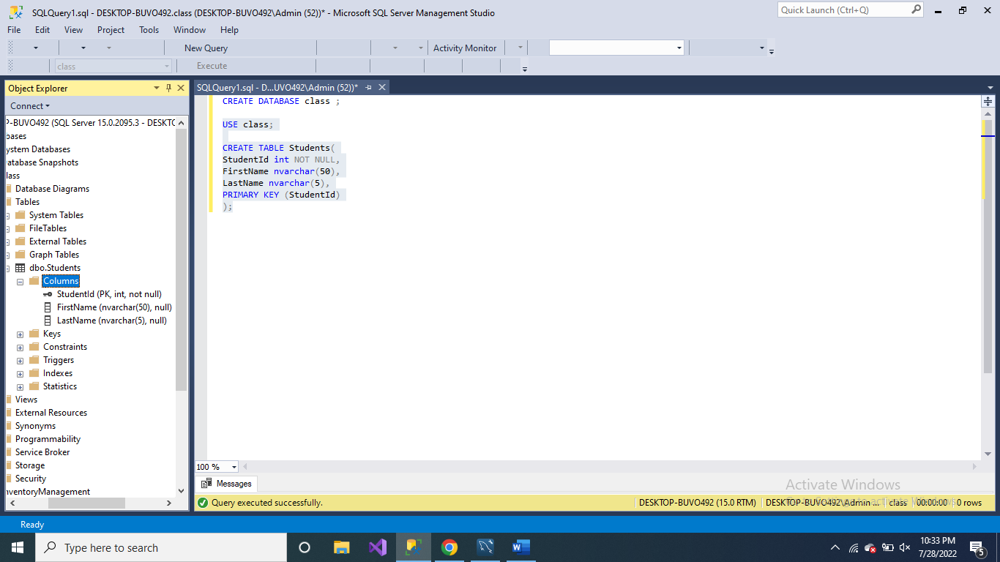 SQLQuery1.sql - DESKTOP-BUVO492.class (DESKTOP-BUVO492\Admin (52))* - Microsoft SQL Server Management Studio
Quick Launch (Ctrl+Q)
File Edit View Project Tools Window Help
New Query Activity Monitor
class Execute
Object Explorer
Connect
P-BUVO492 (SQL Server 15.0.2095.3 - DESKTO
bases
ystem Databases
atabase Snapshots
lass
Database Diagrams
Tables
System Tables
FileTables
External Tables
Graph Tables
dbo.Students
Columns
StudentId (PK, int, not null)
FirstName (nvarchar(50), null)
LastName (nvarchar(5), null)
Keys
Constraints
Triggers
Indexes
Statistics
Views
External Resources
Synonyms
Programmability
Service Broker
Storage
Security
nventoryManagement
SQLQuery1.sql - D...UVO492\Admin (52))*
CREATE DATABASE class ;
USE class;
CREATE TABLE Students(
StudentId int NOT NULL,
FirstName nvarchar(50),
LastName nvarchar(5),
PRIMARY KEY (StudentId)
);
100 %
Messages
Activate Windows
Go to Settings to activate Windows.
Query executed successfully. DESKTOP-BUVO492 (15.0 RTM) DESKTOP-BUVO492\Admin ... class 00:00:00 0 rows
Ready
Type here to search
10:33 PM
7/28/2022
5